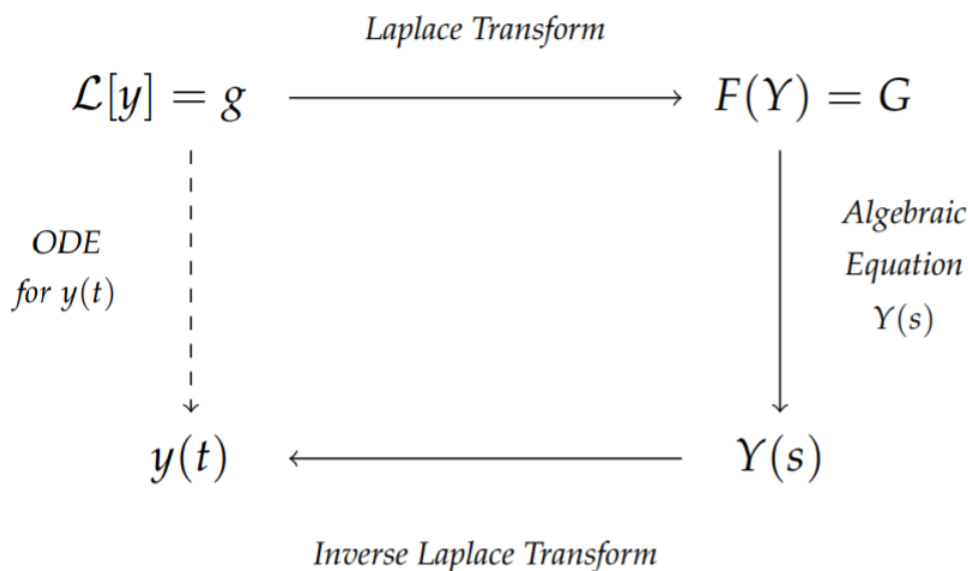 Laplace Transform
ℒ[y] = g
F(Y) = G
ODE
for y(t)
Algebraic
Equation
Y(s)
y(t)
Y(s)
Inverse Laplace Transform